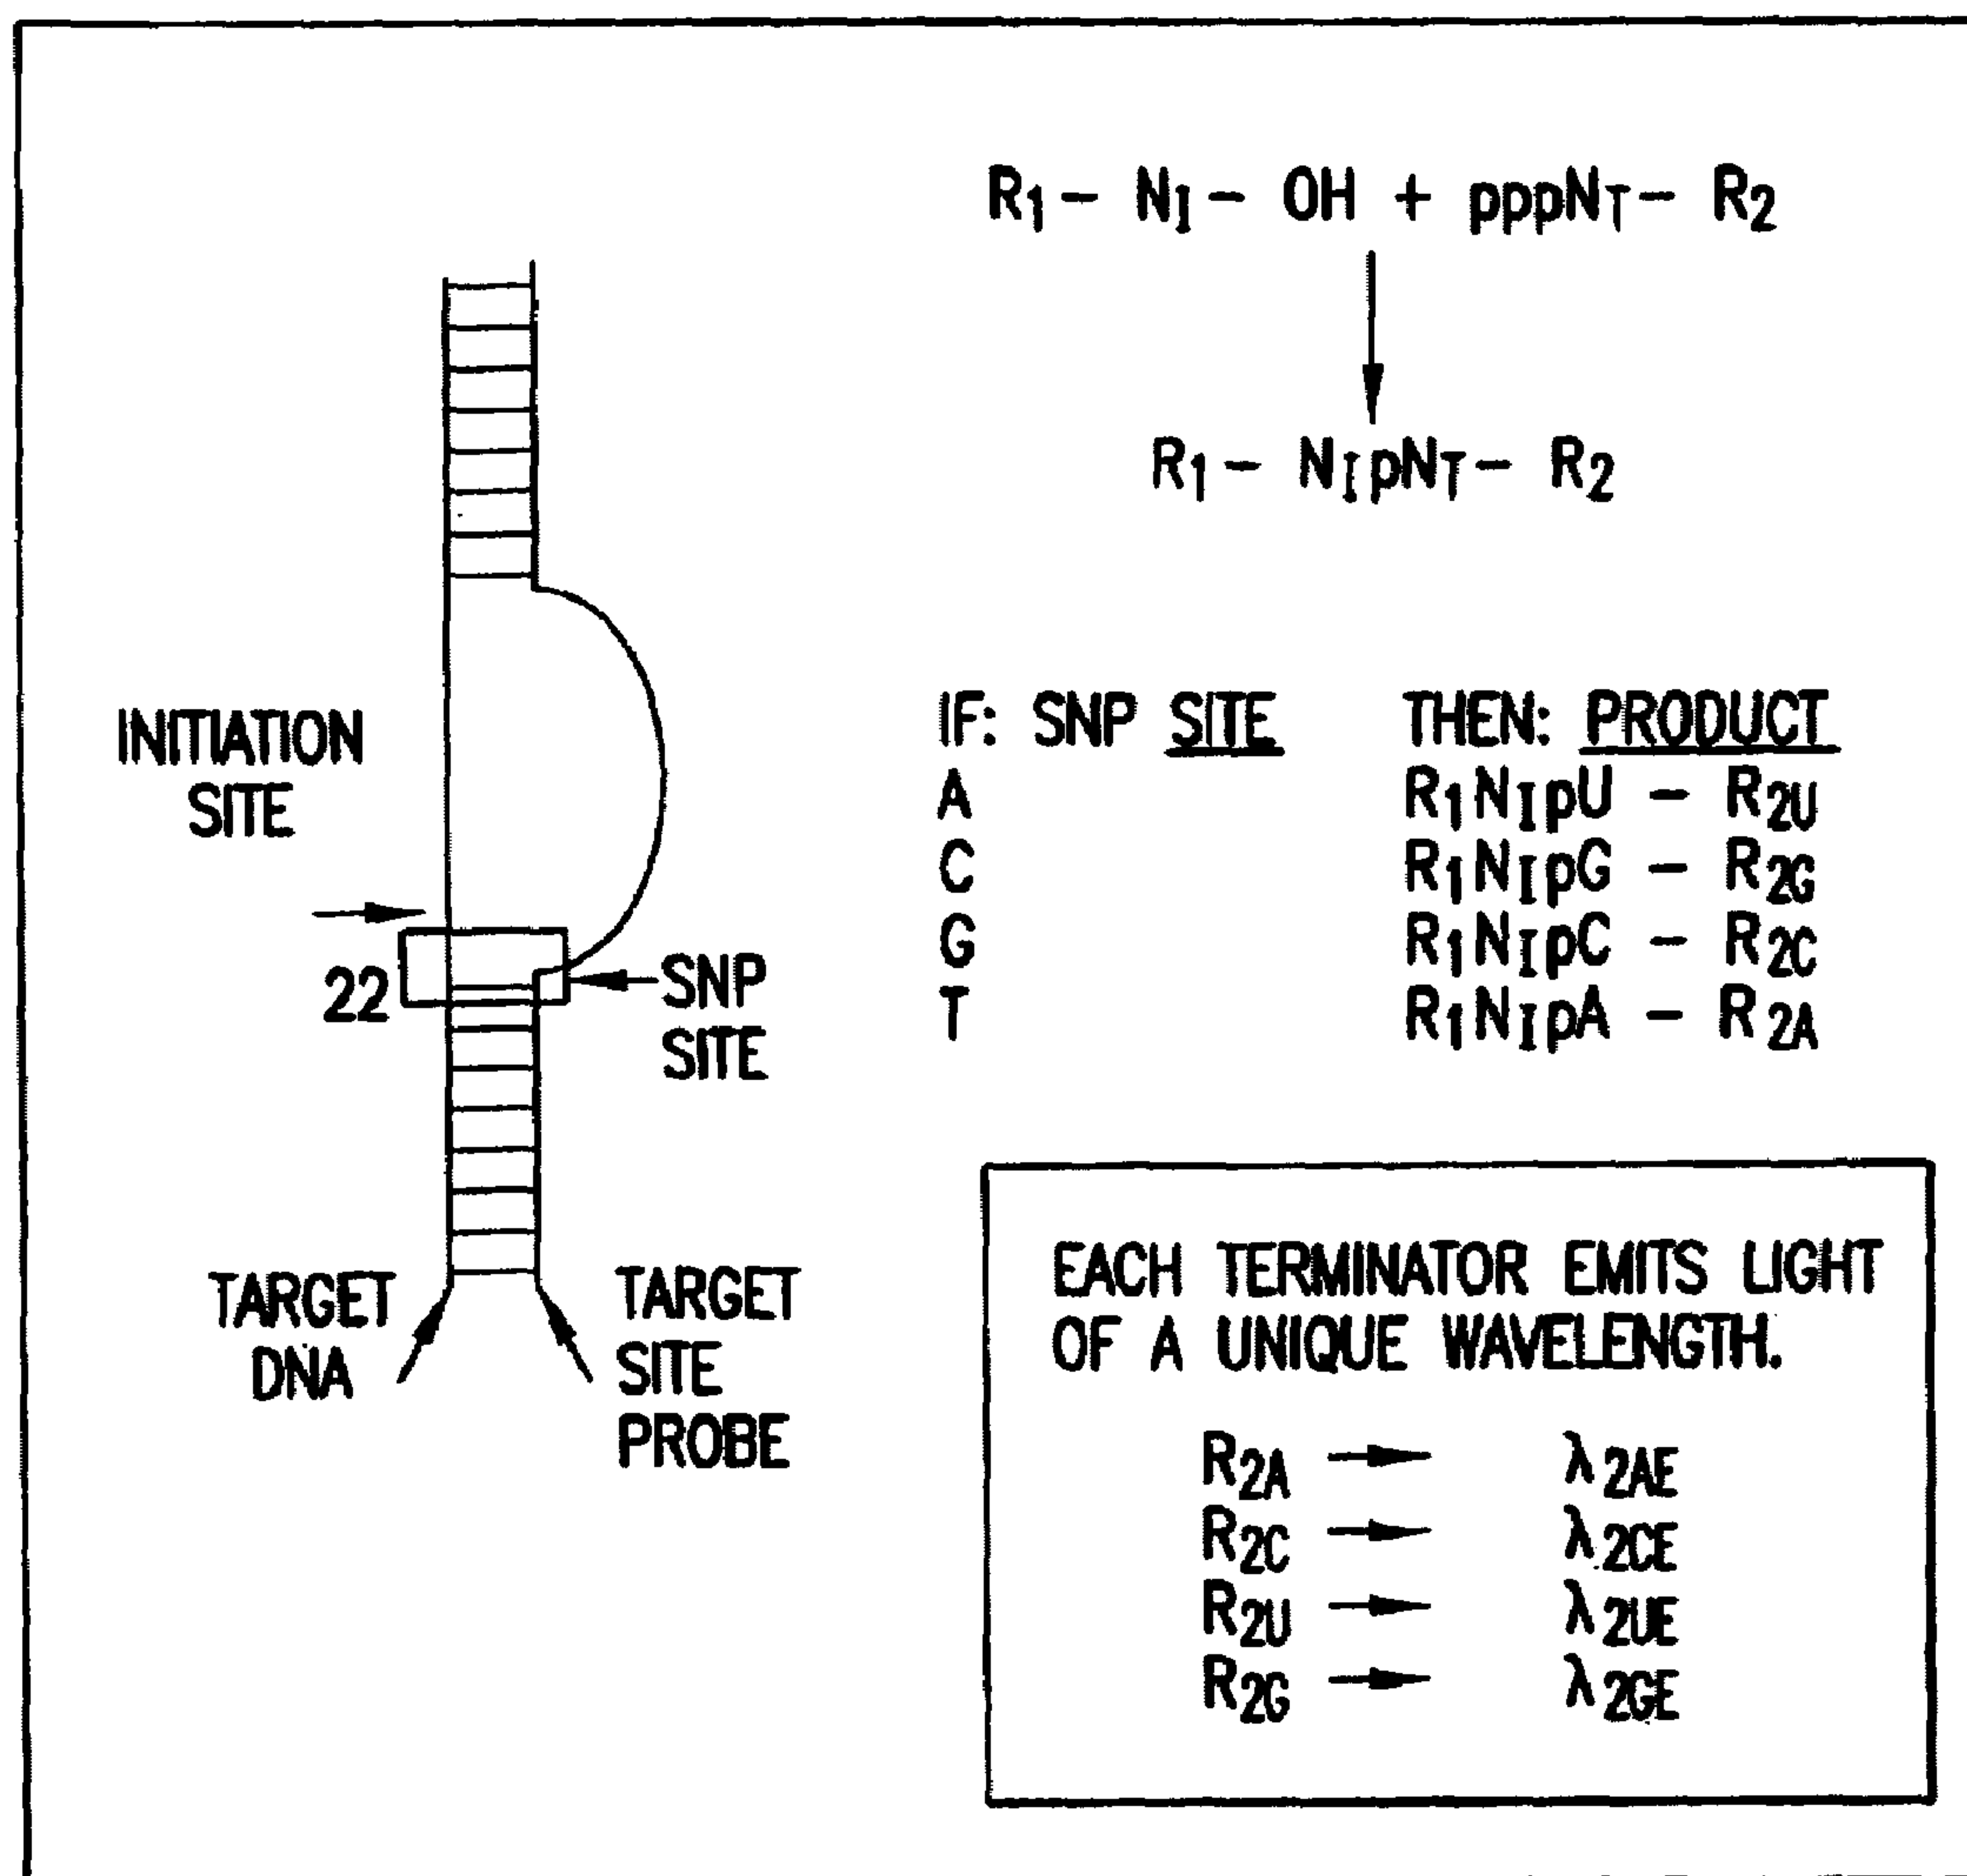 R₁ – Nᵢ – OH + pppNT – R₂
R₁ – NᵢpNT – R₂
INITIATION
SITE
22
SNP
SITE
TARGET
DNA
TARGET
SITE
PROBE
IF: SNP SITE THEN: PRODUCT
A R₁NIpU – R2U
C R₁NIpG – R2G
G R₁NIpC – R2C
T R₁NIpA – R2A
EACH TERMINATOR EMITS LIGHT
OF A UNIQUE WAVELENGTH.
R2A → λ2AE
R2C → λ2CE
R2U → λ2UE
R2G → λ2GE